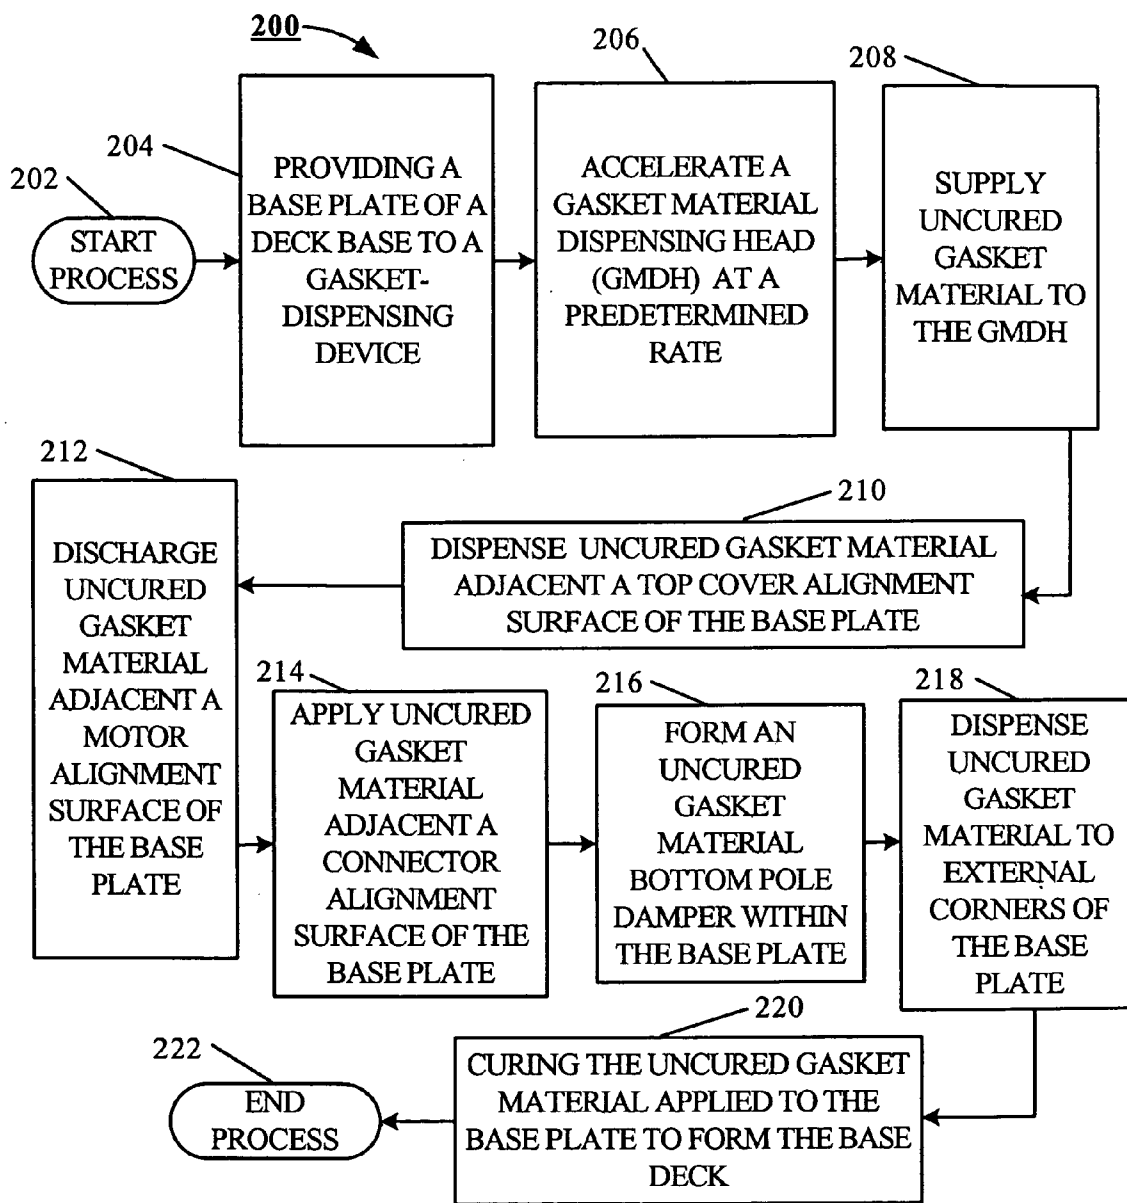 200
202
START
PROCESS
204
PROVIDING A
BASE PLATE OF A
DECK BASE TO A
GASKET-
DISPENSING
DEVICE
206
ACCELERATE A
GASKET MATERIAL
DISPENSING HEAD
(GMDH) AT A
PREDETERMINED
RATE
208
SUPPLY
UNCURED
GASKET
MATERIAL TO
THE GMDH
210
DISPENSE UNCURED GASKET MATERIAL
ADJACENT A TOP COVER ALIGNMENT
SURFACE OF THE BASE PLATE
212
DISCHARGE
UNCURED
GASKET
MATERIAL
ADJACENT A
MOTOR
ALIGNMENT
SURFACE OF
THE BASE
PLATE
214
APPLY UNCURED
GASKET
MATERIAL
ADJACENT A
CONNECTOR
ALIGNMENT
SURFACE OF THE
BASE PLATE
216
FORM AN
UNCURED
GASKET
MATERIAL
BOTTOM POLE
DAMPER WITHIN
THE BASE PLATE
218
DISPENSE
UNCURED
GASKET
MATERIAL TO
EXTERNAL
CORNERS OF
THE BASE
PLATE
220
CURING THE UNCURED GASKET
MATERIAL APPLIED TO THE
BASE PLATE TO FORM THE BASE
DECK
222
END
PROCESS